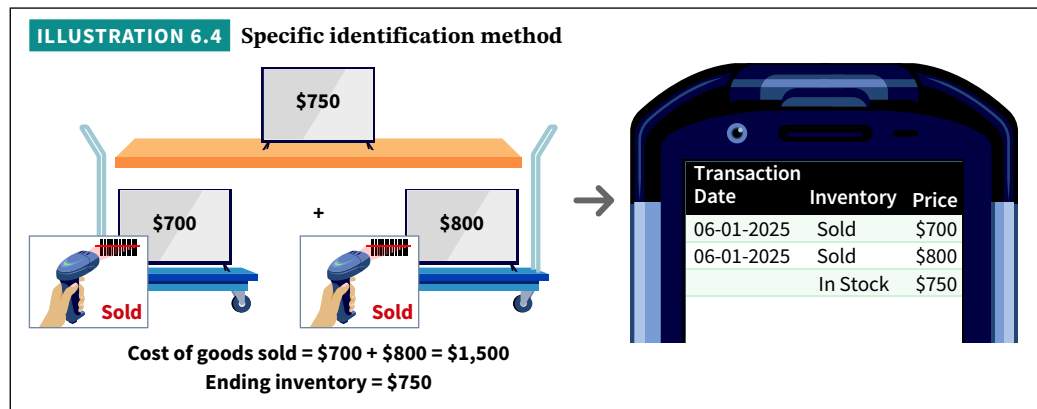 ILLUSTRATION 6.4 Specific identification method
$750
$700 + $800
Sold Sold
Cost of goods sold = $700 + $800 = $1,500
Ending inventory = $750
Transaction
Date Inventory Price
06-01-2025 Sold $700
06-01-2025 Sold $800
In Stock $750